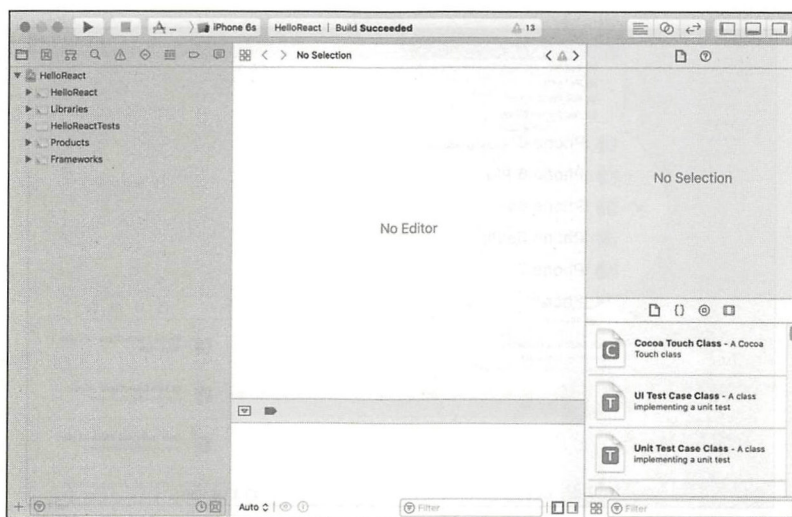 iPhone 6s
HelloReact | Build Succeeded
13
No Selection
HelloReact
HelloReact
Libraries
HelloReactTests
Products
Frameworks
No Editor
No Selection
{}
C
Cocoa Touch Class - A Cocoa
Touch class
T
UI Test Case Class - A class
implementing a unit test
T
Unit Test Case Class - A class
implementing a unit test
Filter
Auto
Filter
Filter